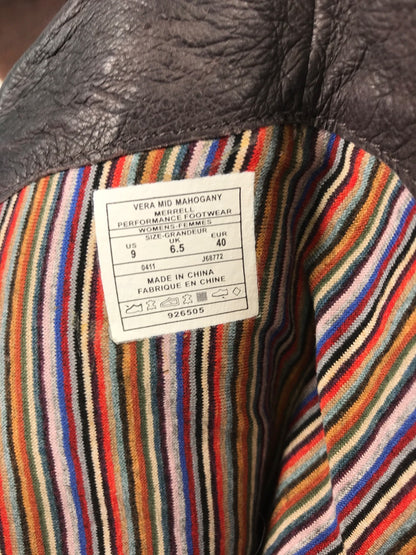 VERA MID MAHOGANY
MERRELL
PERFORMANCE FOOTWEAR
WOMENS-FEMMES
SIZE-GRANDEUR
US UK EUR
9 6.5 40
0411 J68772
MADE IN CHINA
FABRIQUE EN CHINE
926505